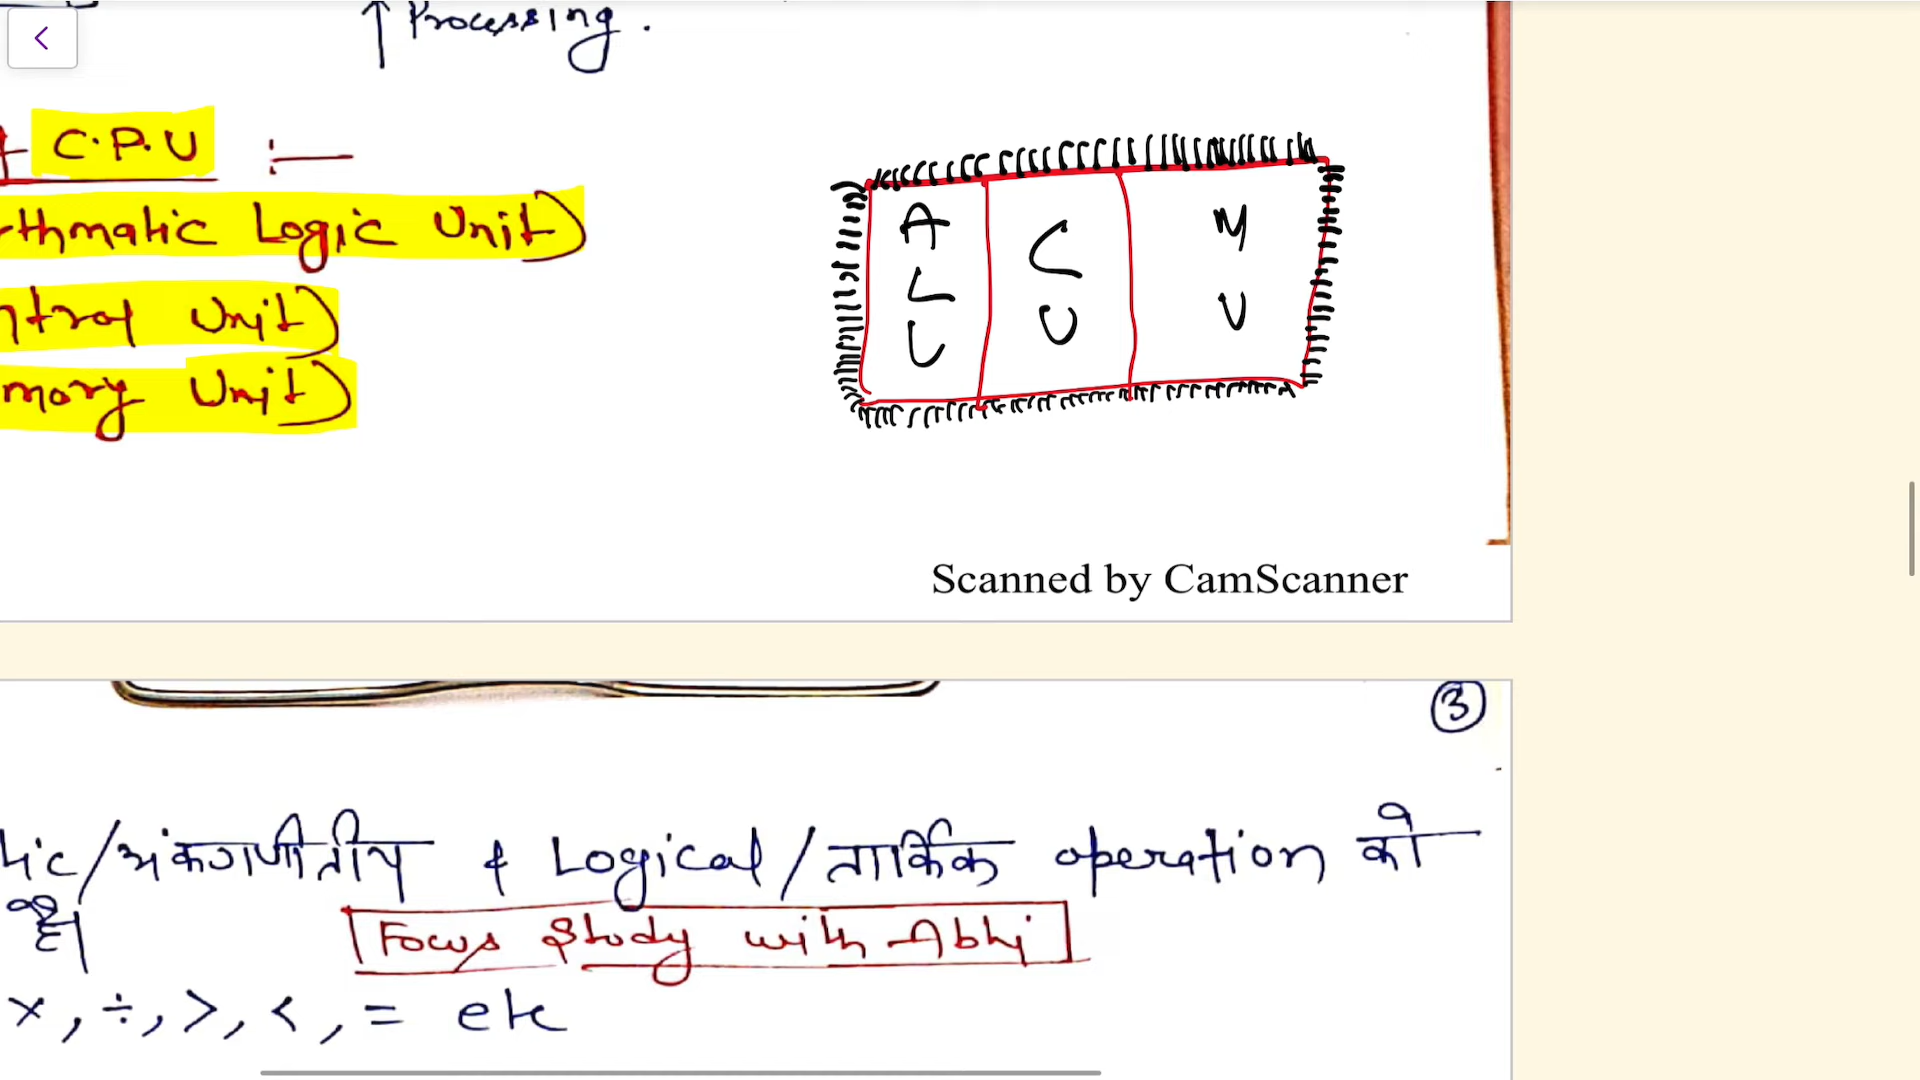 ↑ Processing.
C.P.U :—
thmatic Logic Unit)
ntrol Unit)
mory Unit)
A L U
C U
M U
Scanned by CamScanner
3
tic/अंकगणीतीय & Logical/तार्किक operation को
है।
Focus Study with Abhi
×, ÷, >, <, = etc